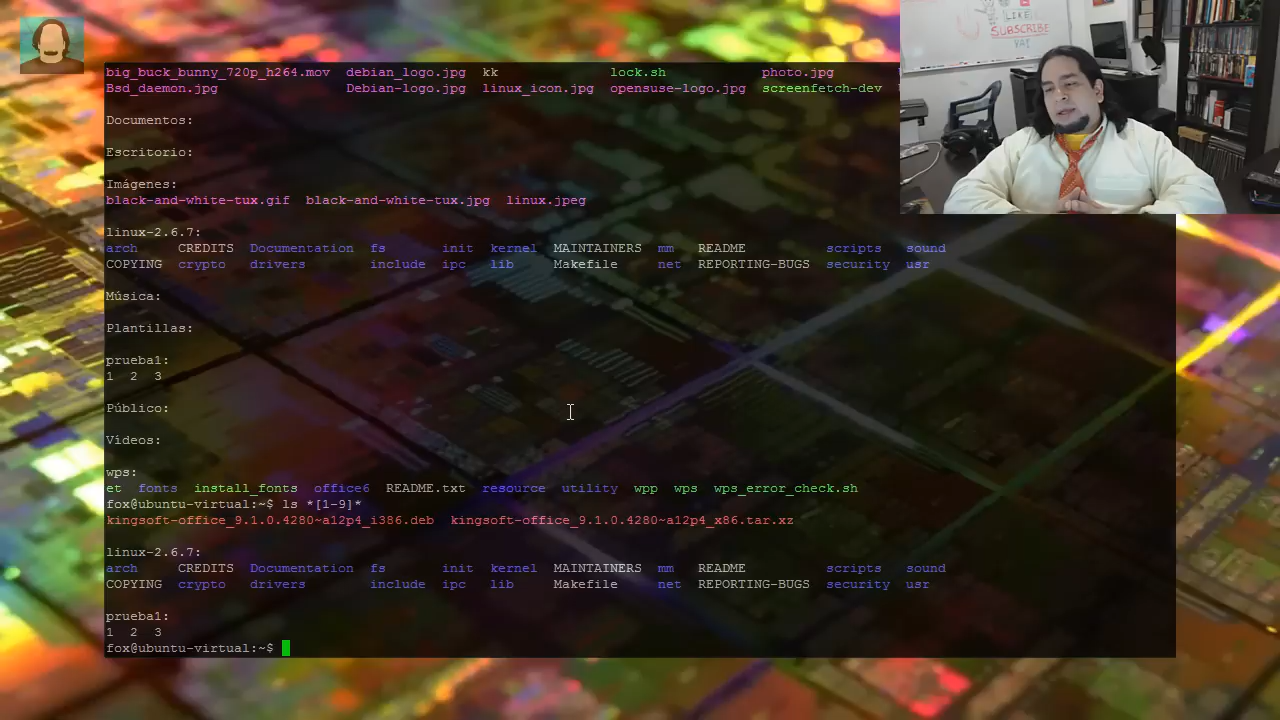 LIKE
SUBSCRIBE
big_buck_bunny_720p_h264.mov  debian_logo.jpg  kk  lock.sh  photo.jpg
Bsd_daemon.jpg  Debian-logo.jpg  linux_icon.jpg  opensuse-logo.jpg  screenfetch-dev
Documentos:
Escritorio:
Imágenes:
black-and-white-tux.gif  black-and-white-tux.jpg  linux.jpeg
linux-2.6.7:
arch  CREDITS  Documentation  fs  init  kernel  MAINTAINERS  mm  README  scripts  sound
COPYING  crypto  drivers  include  ipc  lib  Makefile  net  REPORTING-BUGS  security  usr
Música:
Plantillas:
prueba1:
1  2  3
Público:
Vídeos:
wps:
et  fonts  install_fonts  office6  README.txt  resource  utility  wpp  wps  wps_error_check.sh
fox@ubuntu-virtual:~$ ls *[1-9]*
kingsoft-office_9.1.0.4280~a12p4_i386.deb  kingsoft-office_9.1.0.4280~a12p4_x86.tar.xz
linux-2.6.7:
arch  CREDITS  Documentation  fs  init  kernel  MAINTAINERS  mm  README  scripts  sound
COPYING  crypto  drivers  include  ipc  lib  Makefile  net  REPORTING-BUGS  security  usr
prueba1:
1  2  3
fox@ubuntu-virtual:~$